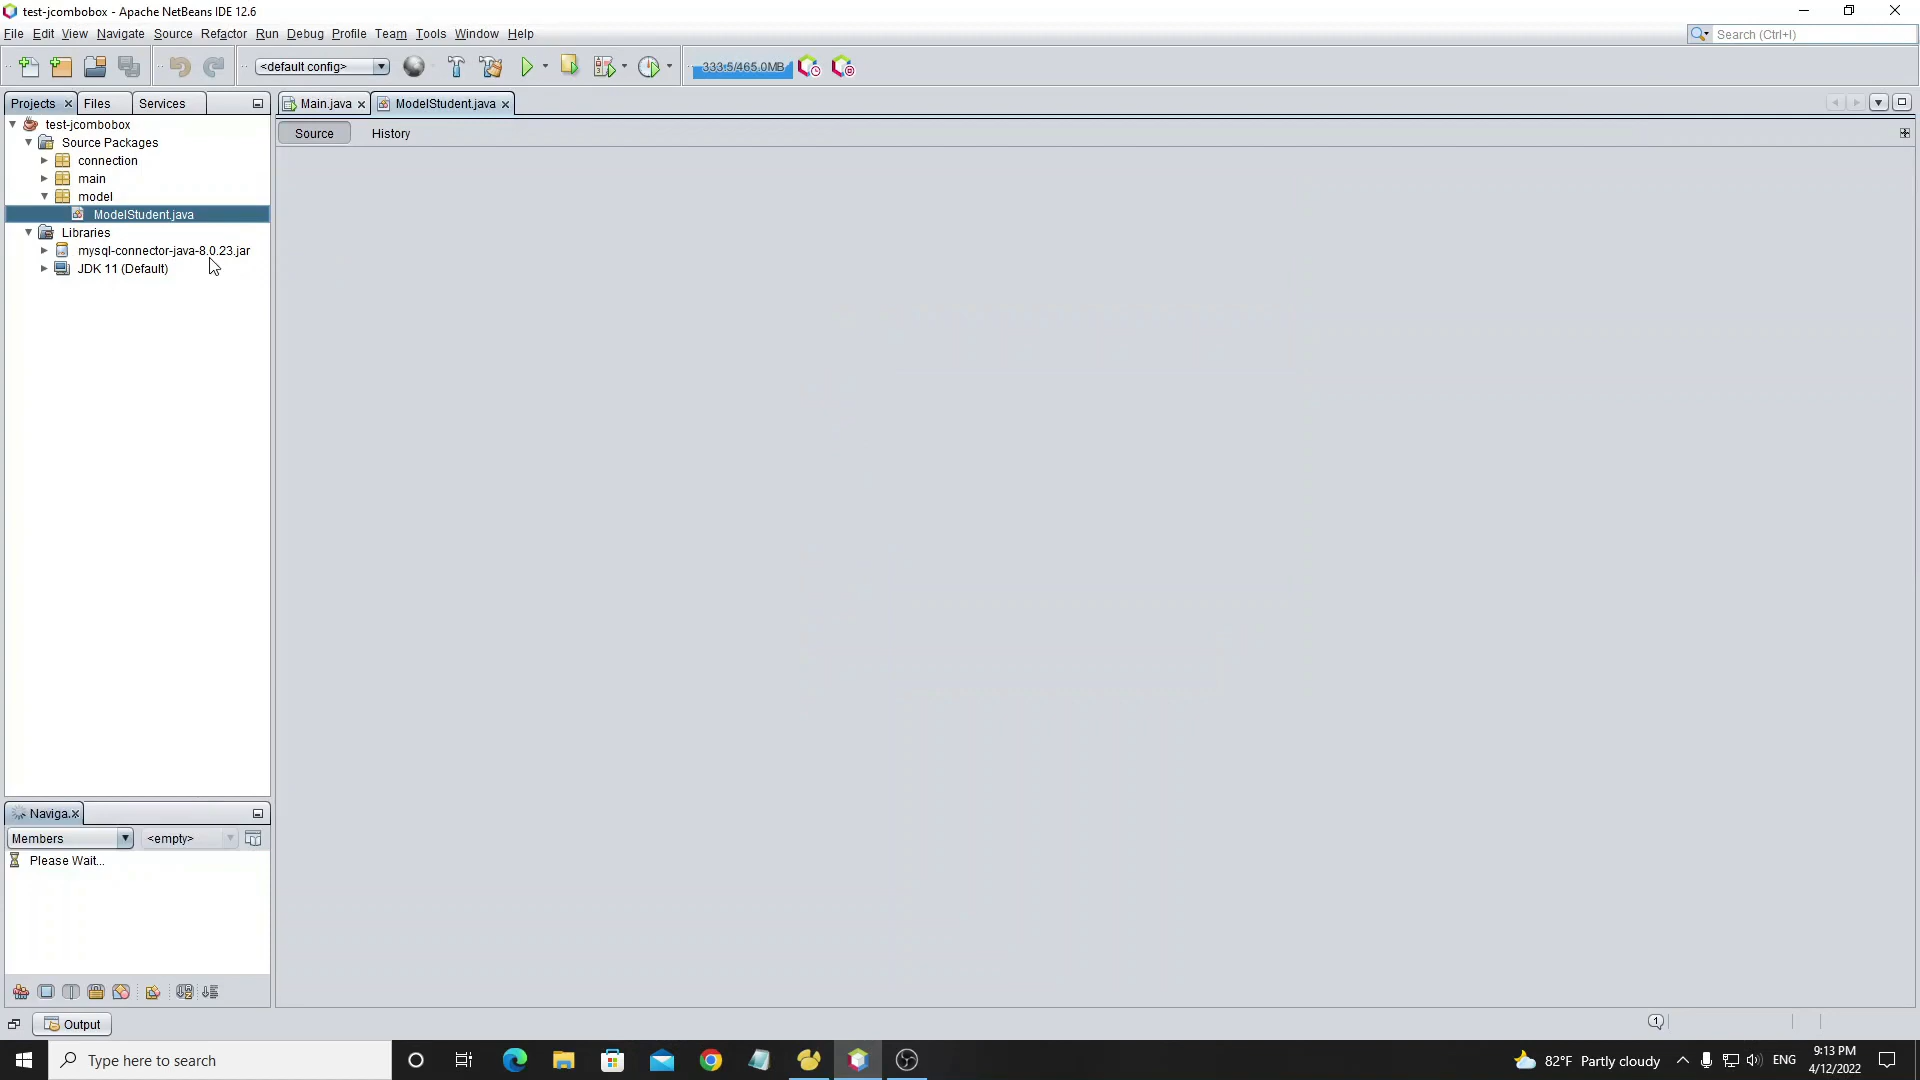 test-jcombobox - Apache NetBeans IDE 12.6
File Edit View Navigate Source Refactor Run Debug Profile Team Tools Window Help
Search (Ctrl+I)
<default config>
333.5/465.0MB
Projects Files Services
Main.java ModelStudent.java
Source History
test-jcombobox
Source Packages
connection
main
model
ModelStudent.java
Libraries
mysql-connector-java-8.0.23.jar
JDK 11 (Default)
Naviga.
Members <empty>
Please Wait...
Output
1
Type here to search
82°F Partly cloudy
ENG
9:13 PM
4/12/2022